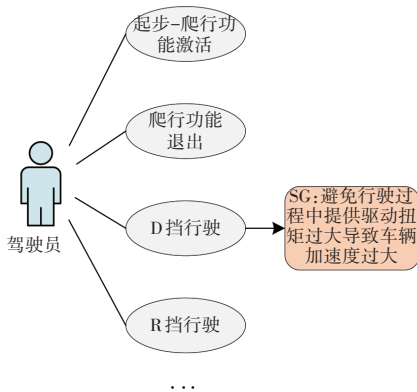 起步-爬行功
能激活
爬行功能
退出
D挡行驶
R挡行驶
...
驾驶员
SG:避免行驶过
程中提供驱动扭
矩过大导致车辆
加速度过大